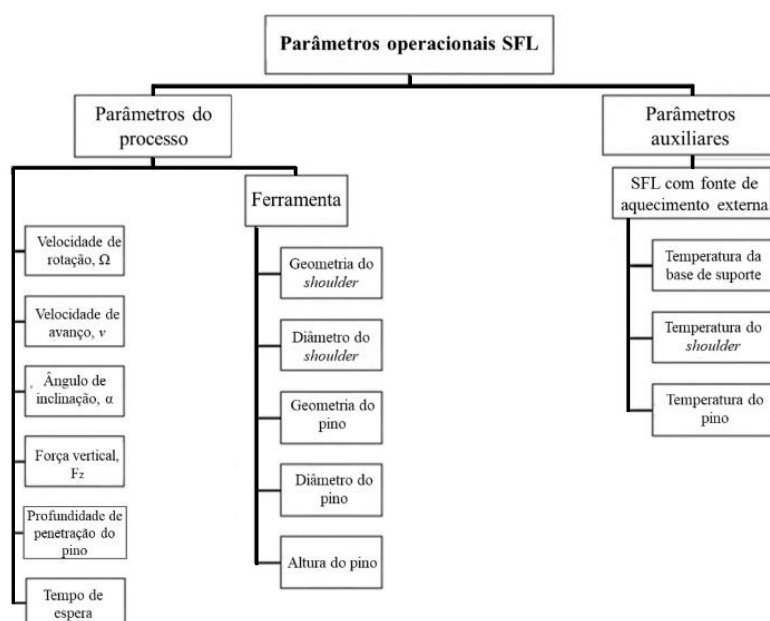 Parâmetros operacionais SFL
Parâmetros do
processo
Parâmetros
auxiliares
Velocidade de
rotação, Ω
Velocidade de
avanço, v
Ângulo de
inclinação, α
Força vertical,
Fz
Profundidade de
penetração do
pino
Tempo de
espera
Ferramenta
Geometria do
shoulder
Diâmetro do
shoulder
Geometria do
pino
Diâmetro do
pino
Altura do pino
SFL com fonte de
aquecimento externa
Temperatura da
base de suporte
Temperatura do
shoulder
Temperatura do
pino